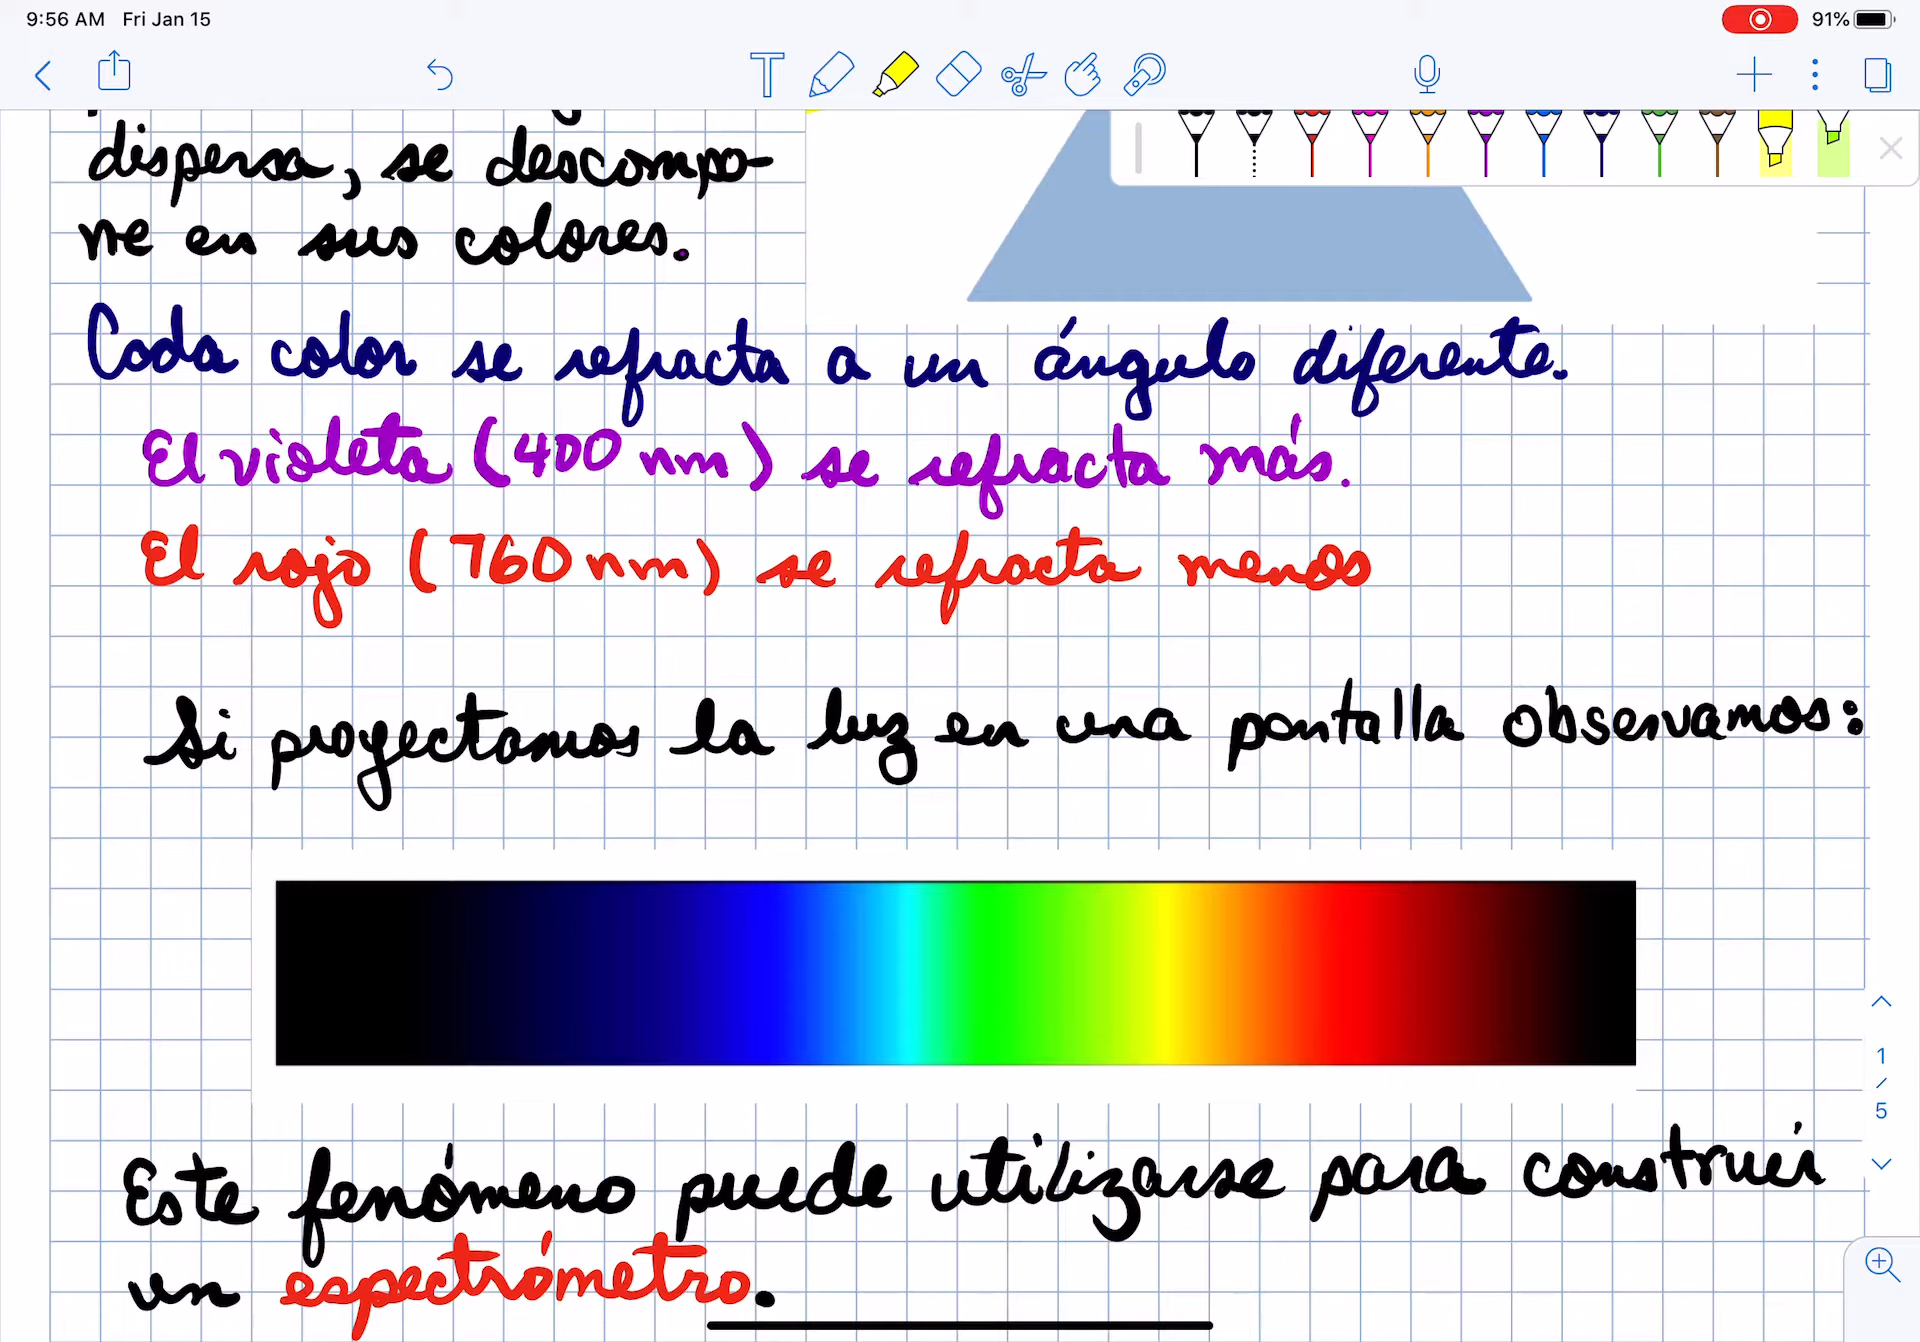 9:56 AM Fri Jan 15
91%
dispersa, se descompo-
ne en sus colores.
Cada color se refracta a un ángulo diferente.
El violeta (400 nm) se refracta más.
El rojo (760 nm) se refracta menos
Si proyectamos la luz en una pantalla observamos:
1
/
5
Este fenómeno puede utilizarse para construir
un espectrómetro.